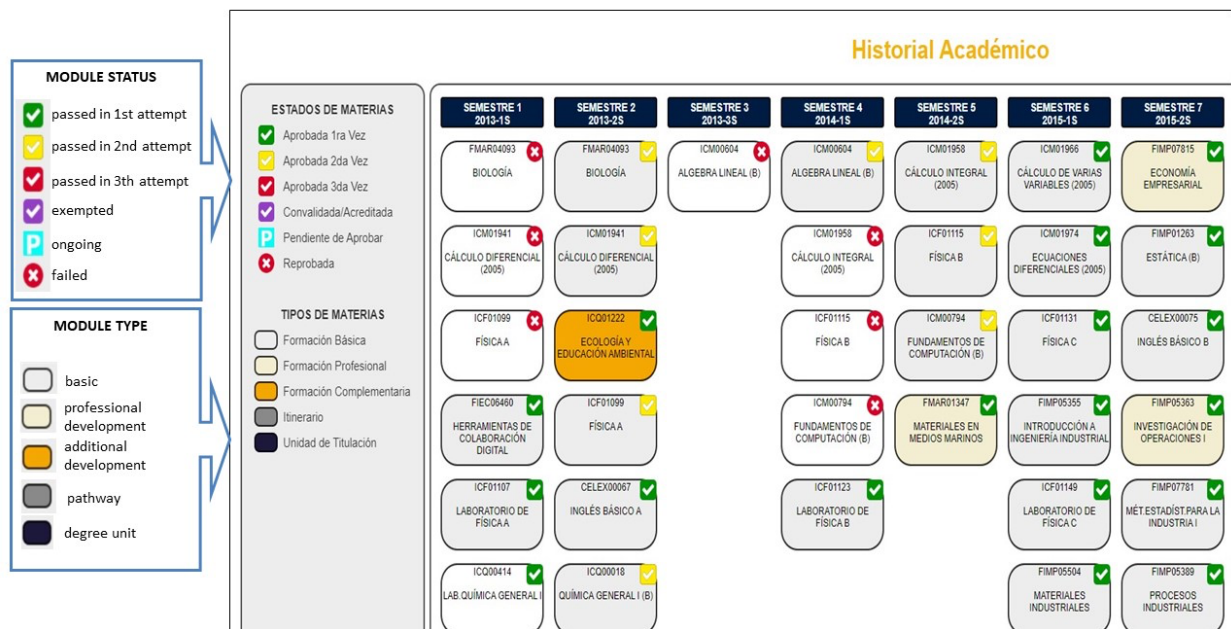 Historial Académico
MODULE STATUS
passed in 1st attempt
passed in 2nd attempt
passed in 3th attempt
exempted
P
ongoing
failed
MODULE TYPE
basic
professional
development
additional
development
pathway
degree unit
ESTADOS DE MATERIAS
Aprobada 1ra Vez
Aprobada 2da Vez
Aprobada 3da Vez
Convalidada/Acreditada
P
Pendiente de Aprobar
Reprobada
TIPOS DE MATERIAS
Formación Básica
Formación Profesional
Formación Complementaria
Itinerario
Unidad de Titulación
SEMESTRE 1
2013-1S
FMAR04093
BIOLOGÍA
ICM01941
CÁLCULO DIFERENCIAL
(2005)
ICF01099
FÍSICA A
FIEC06460
HERRAMIENTAS DE
COLABORACIÓN
DIGITAL
ICF01107
LABORATORIO DE
FÍSICA A
ICQ00414
LAB.QUÍMICA GENERAL I
SEMESTRE 2
2013-2S
FMAR04093
BIOLOGÍA
ICM01941
CÁLCULO DIFERENCIAL
(2005)
ICQ01222
ECOLOGÍA Y
EDUCACIÓN AMBIENTAL
ICF01099
FÍSICA A
CELEX00067
INGLÉS BÁSICO A
ICQ00018
QUÍMICA GENERAL I (B)
SEMESTRE 3
2013-3S
ICM00604
ALGEBRA LINEAL (B)
SEMESTRE 4
2014-1S
ICM00604
ALGEBRA LINEAL (B)
ICM01958
CÁLCULO INTEGRAL
(2005)
ICF01115
FÍSICA B
ICM00794
FUNDAMENTOS DE
COMPUTACIÓN (B)
ICF01123
LABORATORIO DE
FÍSICA B
SEMESTRE 5
2014-2S
ICM01958
CÁLCULO INTEGRAL
(2005)
ICF01115
FÍSICA B
ICM00794
FUNDAMENTOS DE
COMPUTACIÓN (B)
FMAR01347
MATERIALES EN
MEDIOS MARINOS
SEMESTRE 6
2015-1S
ICM01966
CÁLCULO DE VARIAS
VARIABLES (2005)
ICM01974
ECUACIONES
DIFERENCIALES (2005)
ICF01131
FÍSICA C
FIMP05355
INTRODUCCIÓN A
INGENIERÍA INDUSTRIAL
ICF01149
LABORATORIO DE
FÍSICA C
FIMP05504
MATERIALES
INDUSTRIALES
SEMESTRE 7
2015-2S
FIMP07815
ECONOMÍA
EMPRESARIAL
FIMP01263
ESTÁTICA (B)
CELEX00075
INGLÉS BÁSICO B
FIMP05363
INVESTIGACIÓN DE
OPERACIONES I
FIMP07781
MÉT.ESTADÍST.PARA LA
INDUSTRIA I
FIMP05389
PROCESOS
INDUSTRIALES